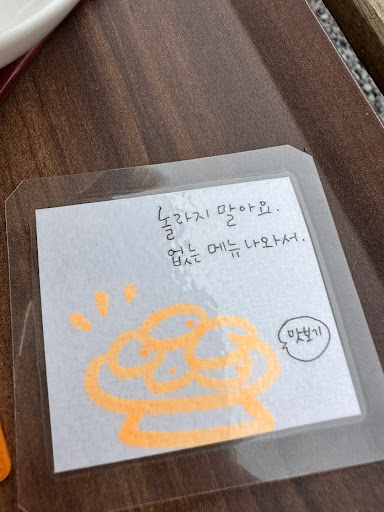 놀라지 말아요.
없는 메뉴 나와서.
맛보기